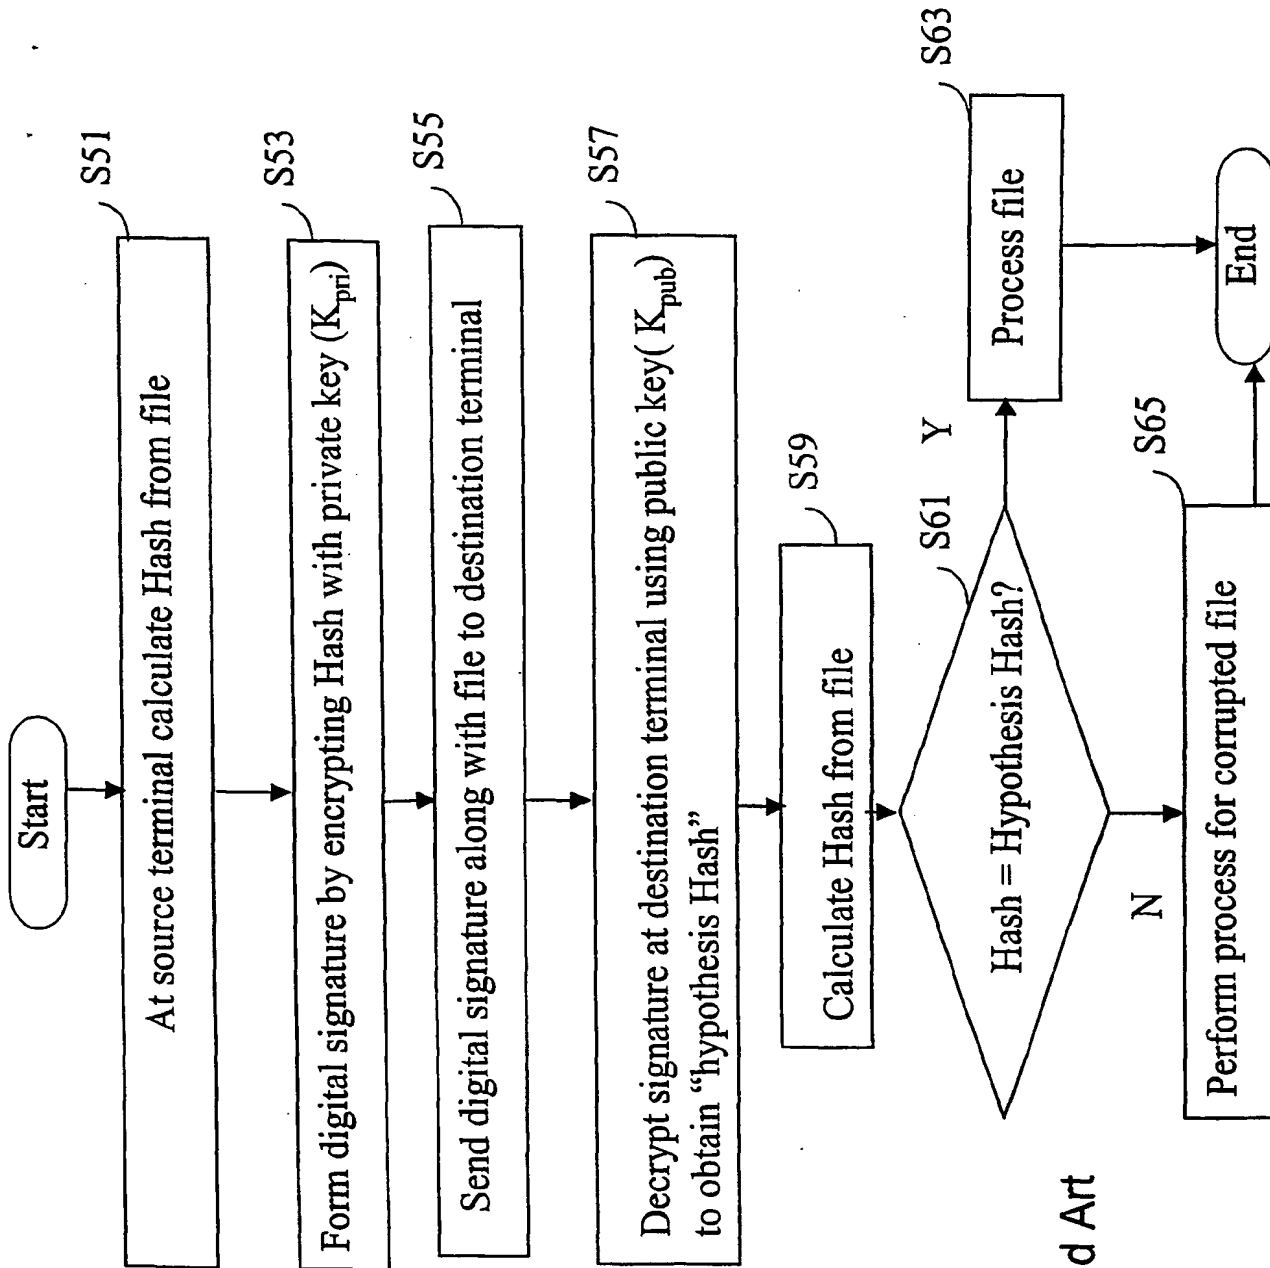 Start
S51
At source terminal calculate Hash from file
S53
Form digital signature by encrypting Hash with private key (Kpri)
S55
Send digital signature along with file to destination terminal
S57
Decrypt signature at destination terminal using public key( Kpub)
to obtain “hypothesis Hash”
S59
Calculate Hash from file
S61
Hash = Hypothesis Hash?
Y
S63
Process file
N
S65
Perform process for corrupted file
End
d Art